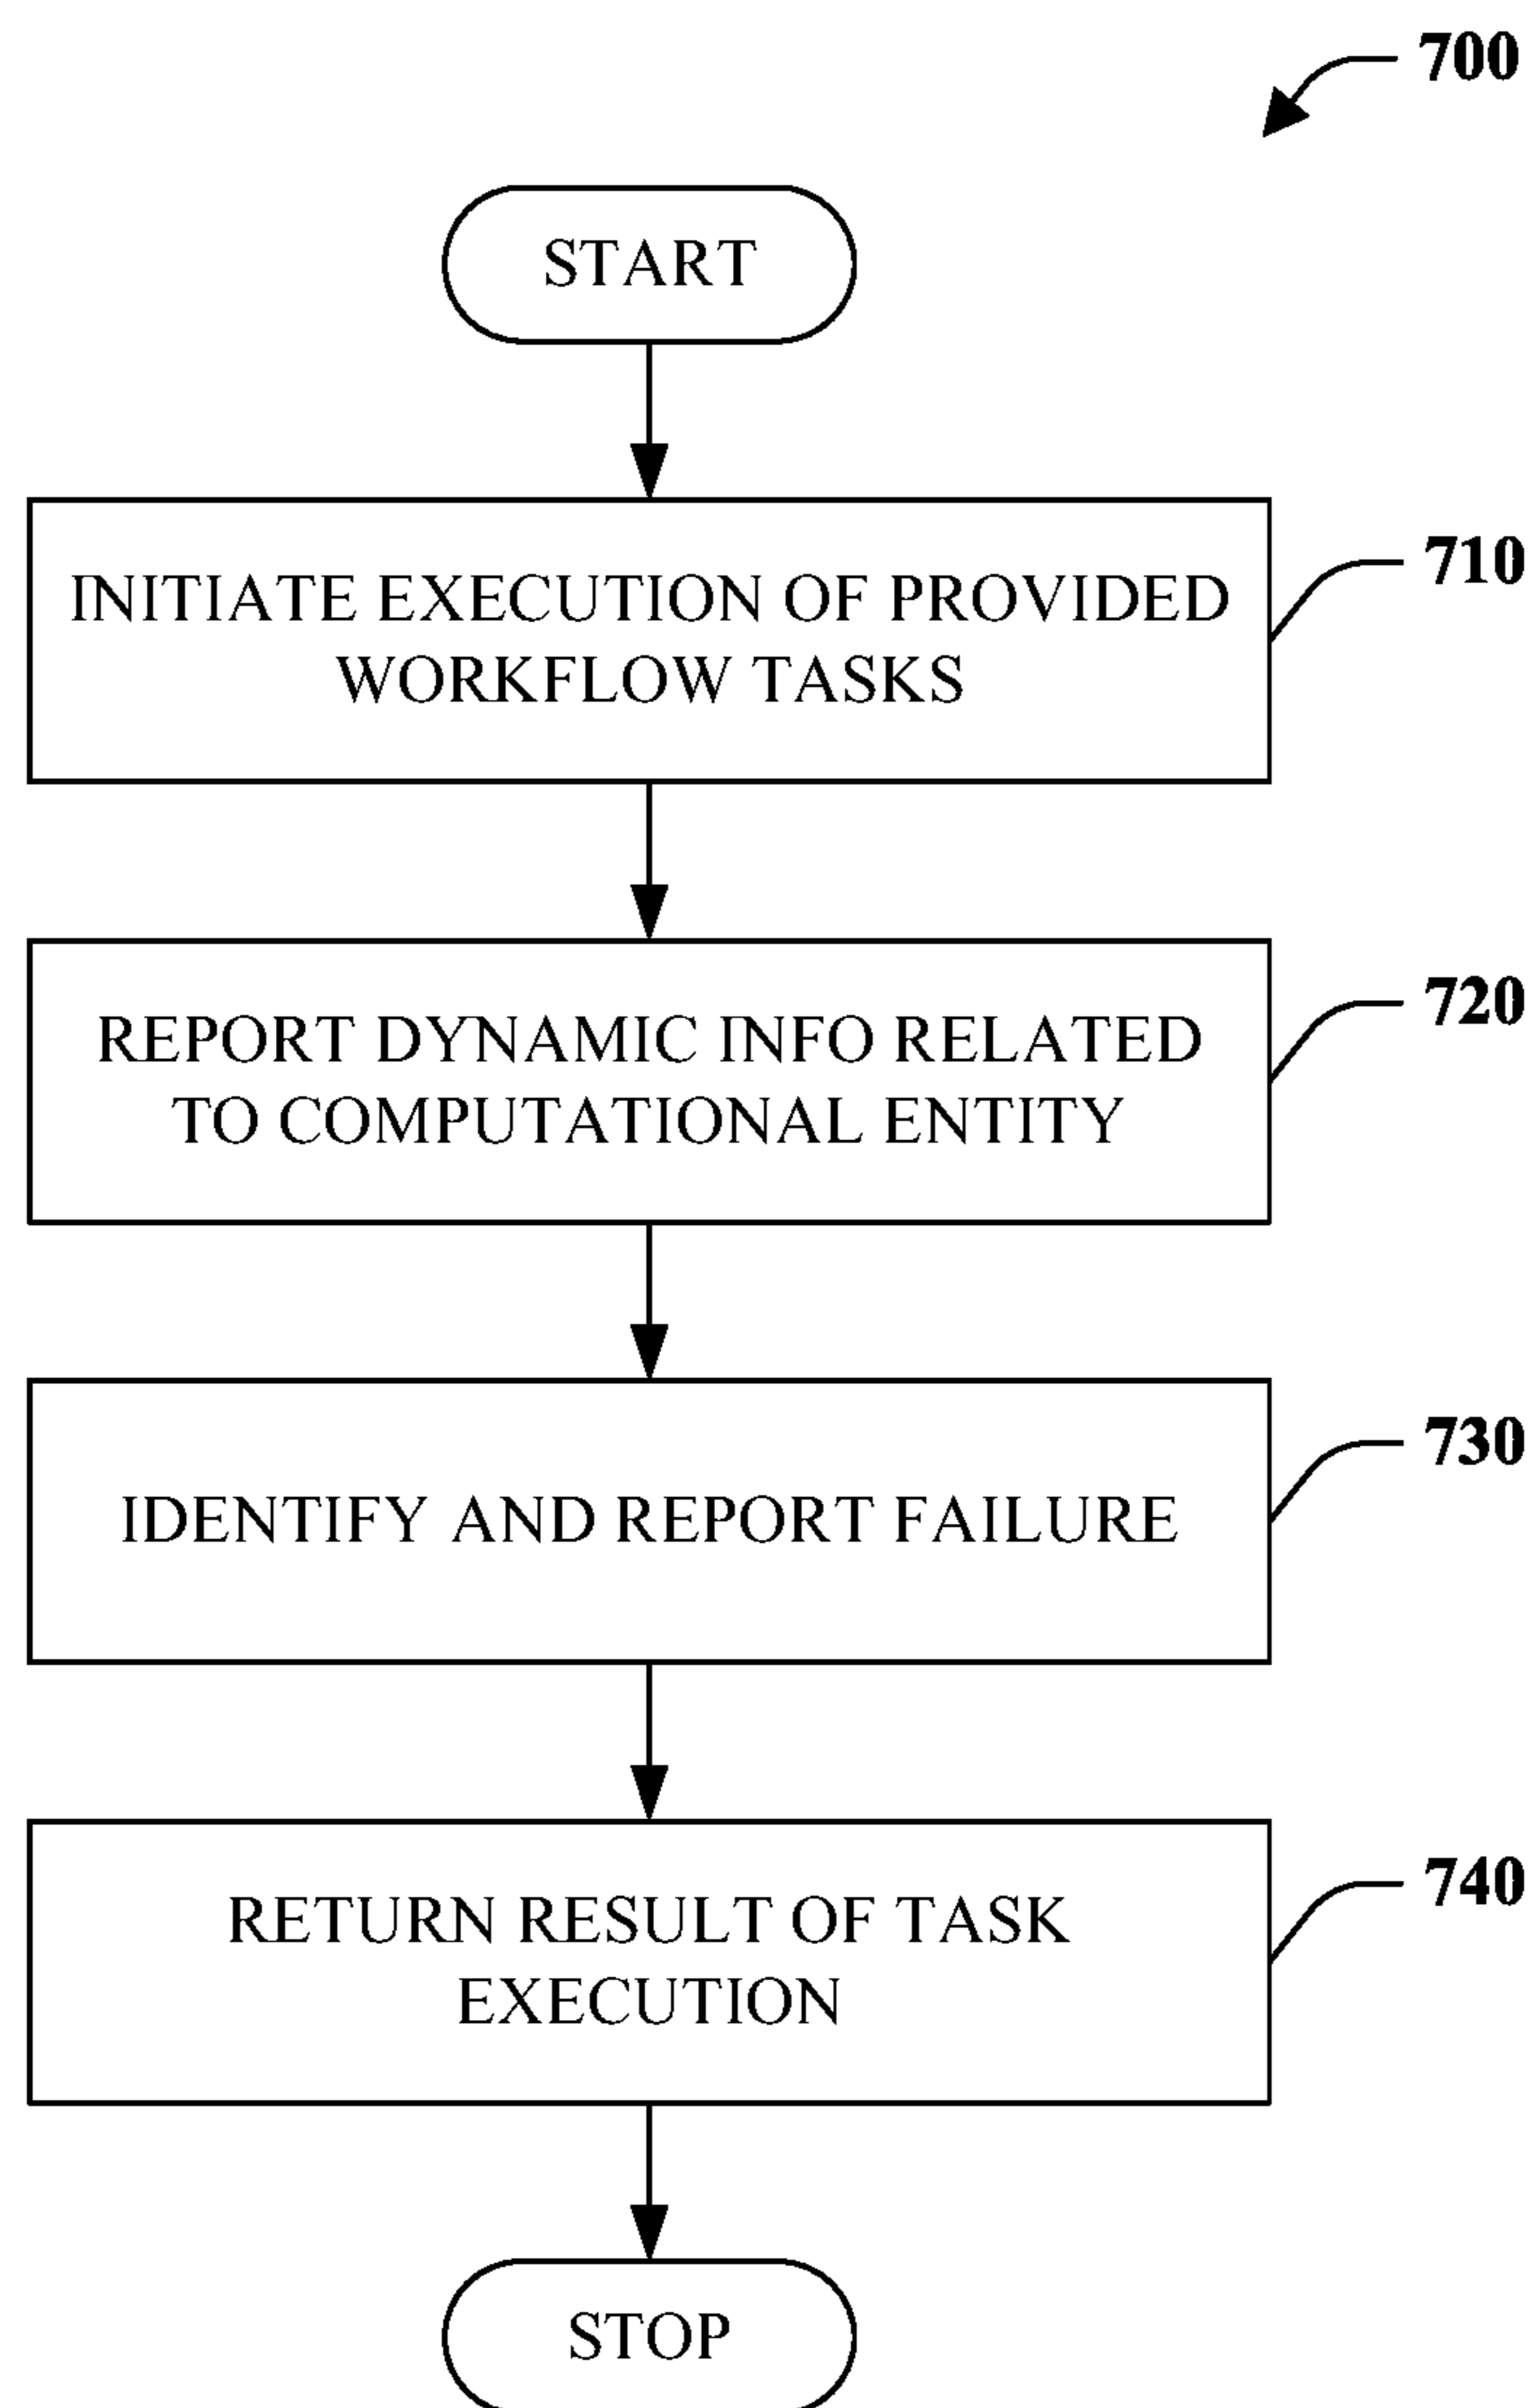 700
START
INITIATE EXECUTION OF PROVIDED
WORKFLOW TASKS
710
REPORT DYNAMIC INFO RELATED
TO COMPUTATIONAL ENTITY
720
IDENTIFY AND REPORT FAILURE
730
RETURN RESULT OF TASK
EXECUTION
740
STOP